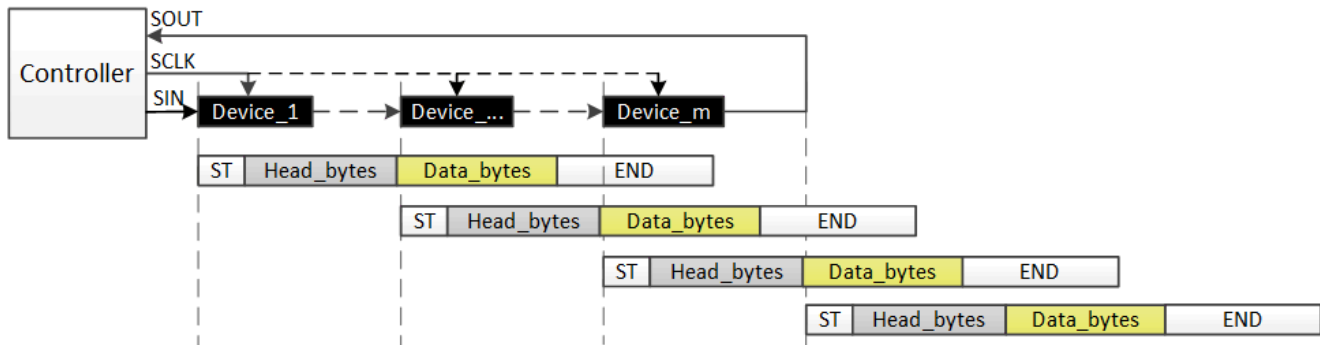 SOUT
SCLK
Controller
SIN
Device_1 Device_... Device_m
ST Head_bytes Data_bytes END
ST Head_bytes Data_bytes END
ST Head_bytes Data_bytes END
ST Head_bytes Data_bytes END